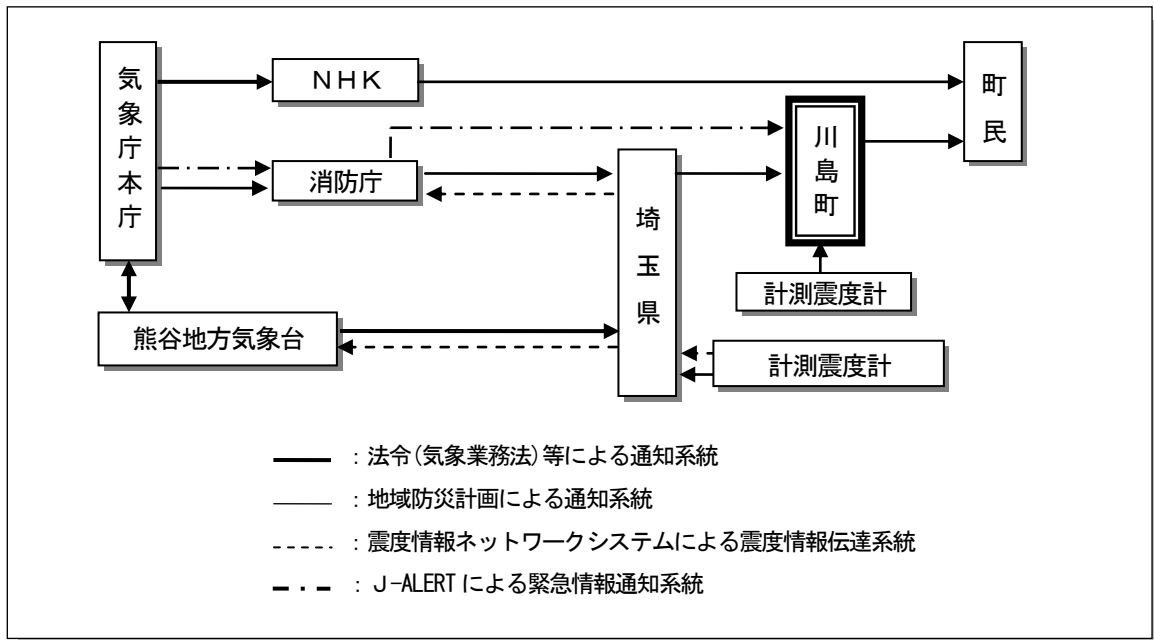 気象庁本庁
NHK
町民
川島町
消防庁
埼玉県
計測震度計
熊谷地方気象台
計測震度計
：法令(気象業務法)等による通知系統
：地域防災計画による通知系統
：震度情報ネットワークシステムによる震度情報伝達系統
：J-ALERTによる緊急情報通知系統